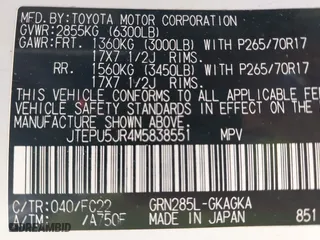 MFD. BY: TOYOTA MOTOR CORPORATION
GVWR: 2855KG (6300LB)
GAWR: FRT. 1360KG (3000LB) WITH P265/70R17
17X7 1/2J RIMS.
RR. 1560KG (3450LB) WITH P265/70R17
17X7 1/2J RIMS.
THIS VEHICLE CONFORMS TO ALL APPLICABLE
SAFETY STANDARDS IN EFFECT ON THE DATE OF
MANUFACTURE SHOWN ABOVE.
JTEPU5JR4M5838551 MPV
C/TR: 040/FC22 GRN285L-GKAGKA
A/TM: /A750F MADE IN JAPAN 851
DREAMBID